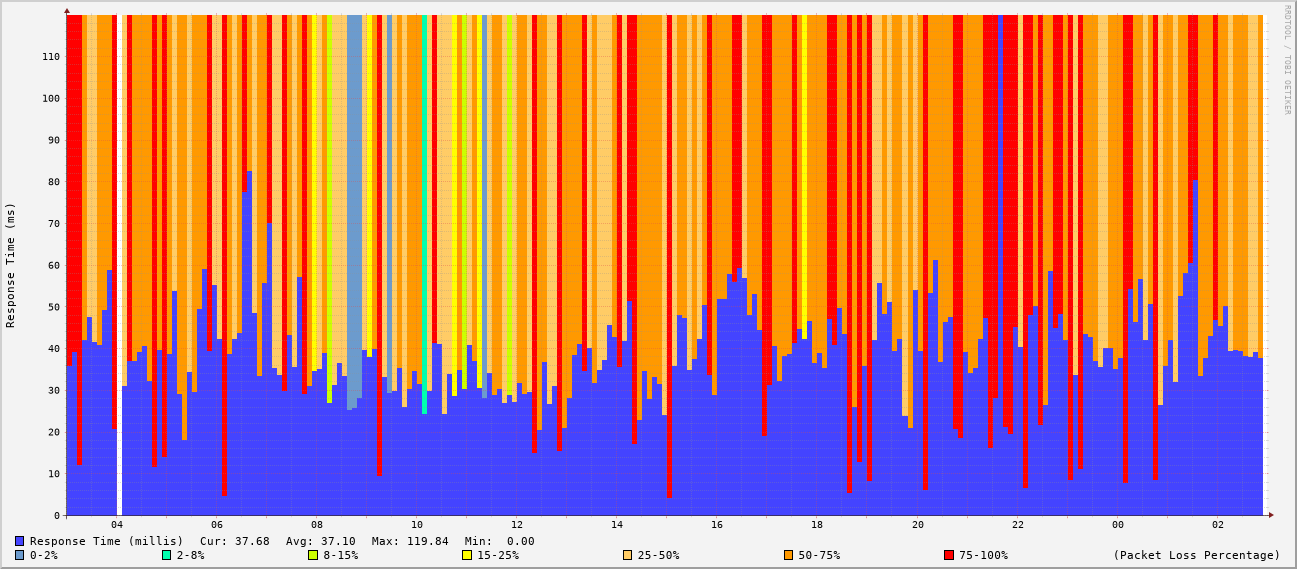 RRDTOOL / TOBI OETIKER
Response Time (ms)
110
100
90
80
70
60
50
40
30
20
10
0
04 06 08 10 12 14 16 18 20 22 00 02
Response Time (millis) Cur: 37.68 Avg: 37.10 Max: 119.84 Min: 0.00
0-2% 2-8% 8-15% 15-25% 25-50% 50-75% 75-100% (Packet Loss Percentage)